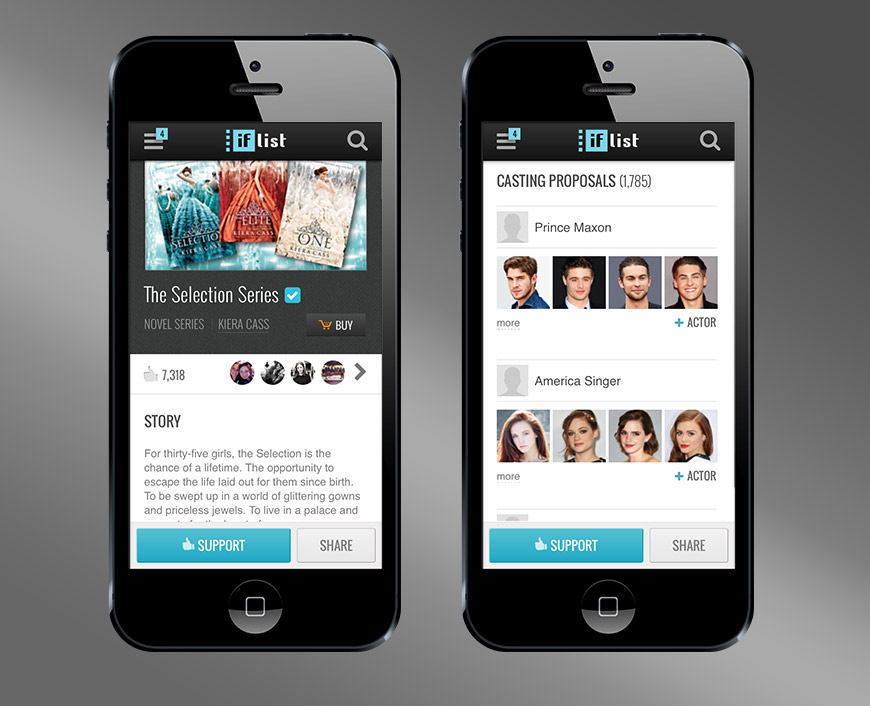 4
if list
SELECTION
KIERA CASS
ELITE
KIERA CASS
ONE
KIERA CASS
The Selection Series
NOVEL SERIES | KIERA CASS
BUY
7,318
STORY
For thirty-five girls, the Selection is the
chance of a lifetime. The opportunity to
escape the life laid out for them since birth.
To be swept up in a world of glittering gowns
and priceless jewels. To live in a palace and
SUPPORT
SHARE
4
if list
CASTING PROPOSALS (1,785)
Prince Maxon
more
+ ACTOR
America Singer
more
+ ACTOR
SUPPORT
SHARE